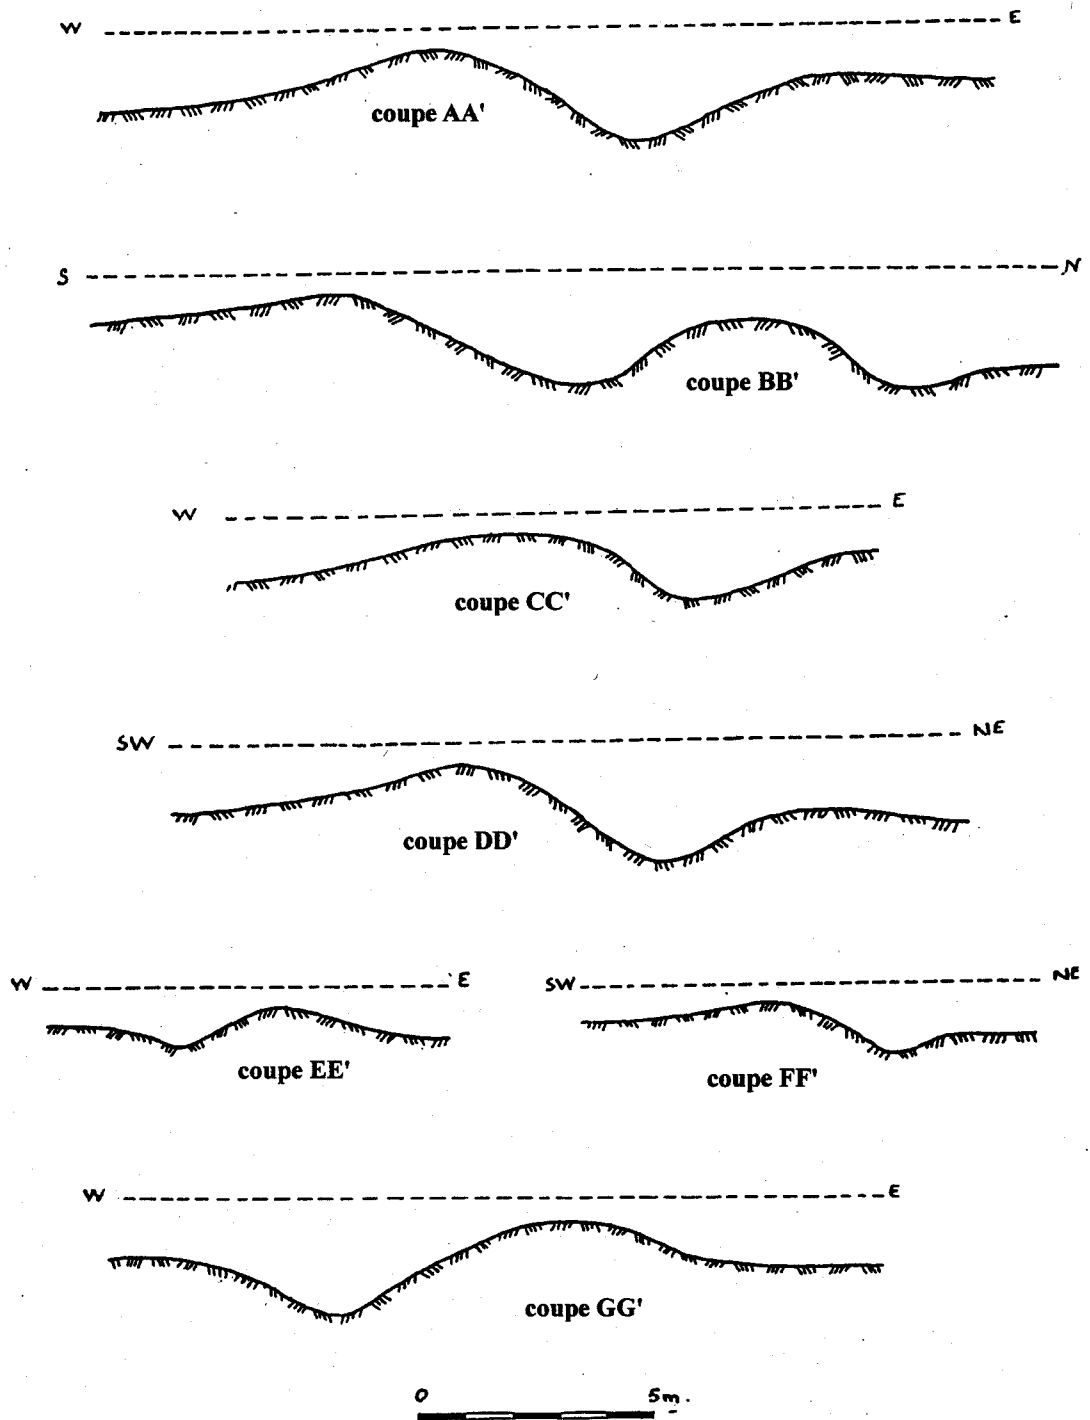 W E
coupe AA'
S N
coupe BB'
W E
coupe CC'
SW NE
coupe DD'
W E SW NE
coupe EE' coupe FF'
W E
coupe GG'
0 5m.